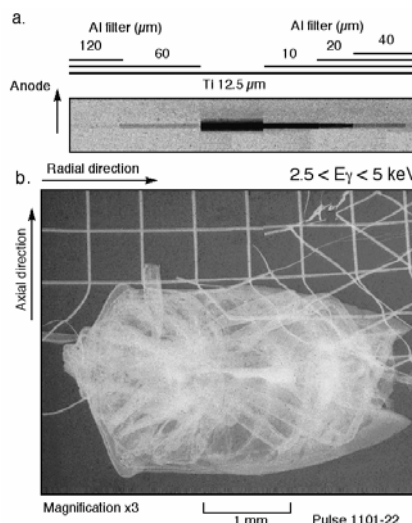 a.
Al filter (µm)
Al filter (µm)
120
60
10
20
40
Ti 12.5 µm
Anode
Radial direction
2.5 < Eγ < 5 keV
b.
Axial direction
Magnification x3
1 mm
Pulse 1101-22